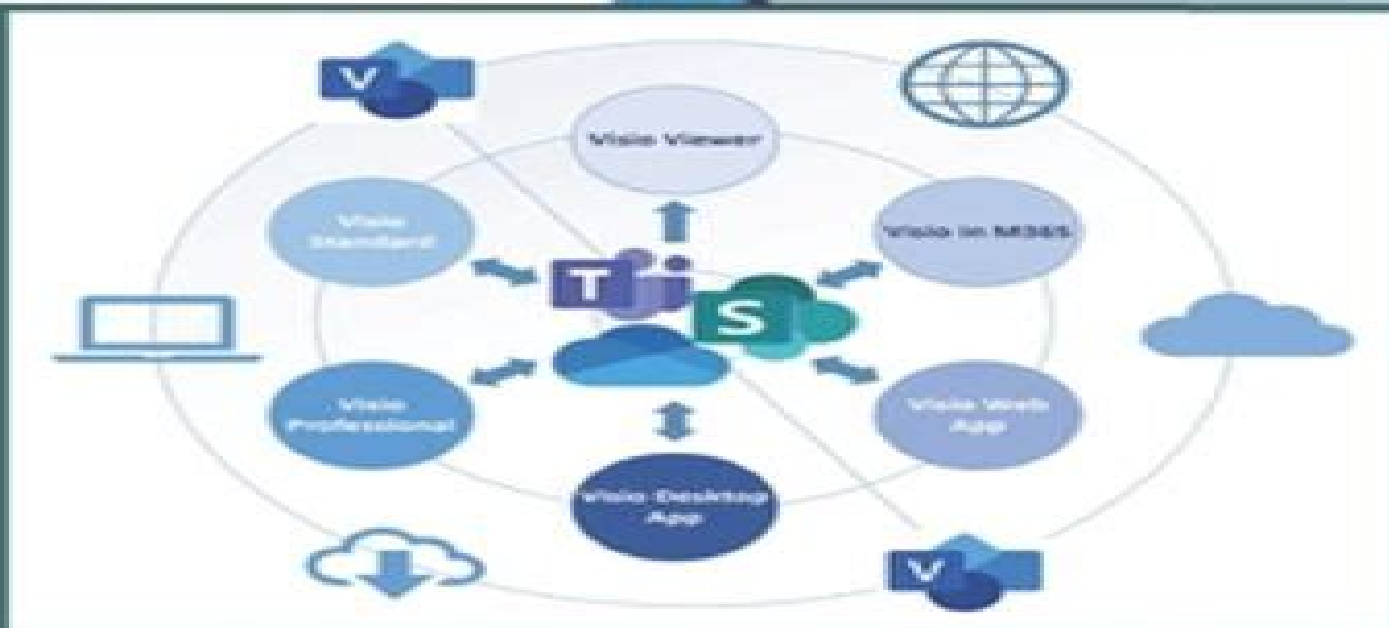 V
Visio Viewer
Visio
Standard
Visio in M365
T
S
Visio
Professional
Visio Web
App
Visio Desktop
App
V